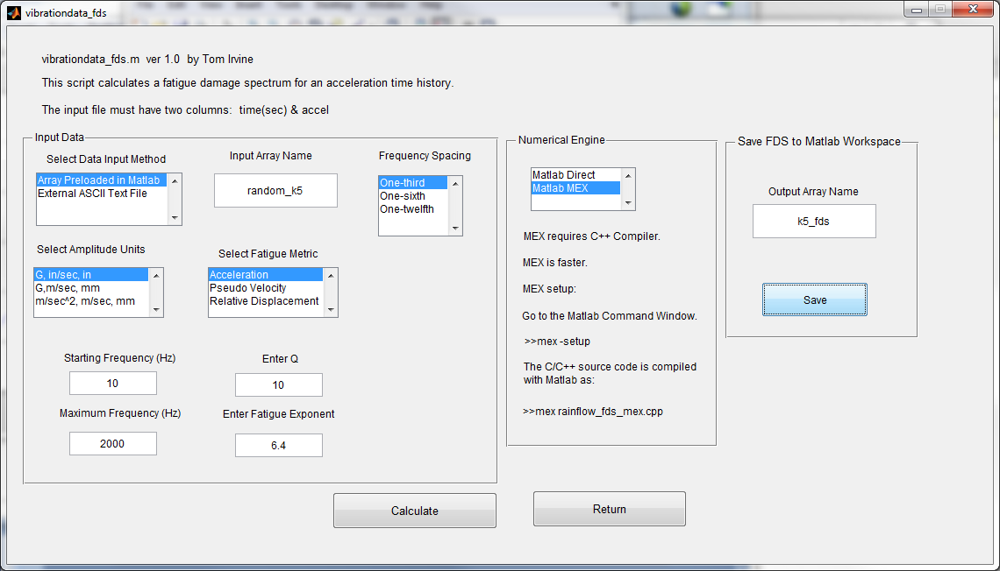 vibrationdata_fds
vibrationdata_fds.m ver 1.0 by Tom Irvine
This script calculates a fatigue damage spectrum for an acceleration time history.
The input file must have two columns: time(sec) & accel
Input Data
Select Data Input Method
Array Preloaded in Matlab
External ASCII Text File
Input Array Name
random_k5
Frequency Spacing
One-third
One-sixth
One-twelfth
Select Amplitude Units
G, in/sec, in
G,m/sec, mm
m/sec^2, m/sec, mm
Select Fatigue Metric
Acceleration
Pseudo Velocity
Relative Displacement
Starting Frequency (Hz)
10
Enter Q
10
Maximum Frequency (Hz)
2000
Enter Fatigue Exponent
6.4
Numerical Engine
Matlab Direct
Matlab MEX
MEX requires C++ Compiler.
MEX is faster.
MEX setup:
Go to the Matlab Command Window.
>>mex -setup
The C/C++ source code is compiled
with Matlab as:
>>mex rainflow_fds_mex.cpp
Save FDS to Matlab Workspace
Output Array Name
k5_fds
Save
Calculate
Return